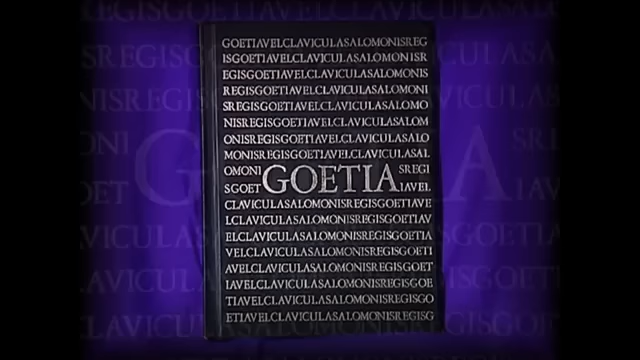 GOETIAVELCLAVICULASALOMONISREG
ISGOETIAVELCLAVICULASALOMONISR
EGISGOETIAVELCLAVICULASALOMONIS
REGISGOETIAVELCLAVICULASALOMONI
SREGISGOETIAVELCLAVICULASALOMO
NISREGISGOETIAVELCLAVICULASALOM
ONISREGISGOETIAVELCLAVICULASALO
MONISREGISGOETIAVELCLAVICULASAL
OMONI SREGI
SGOET GOETIA IAVEL
CLAVICULASALOMONISREGISGOETIAVE
LCLAVICULASALOMONISREGISGOETIAV
ELCLAVICULASALOMONISREGISGOETIA
VELCLAVICULASALOMONISREGISGOETI
AVELCLAVICULASALOMONISREGISGOET
IAVELCLAVICULASALOMONISREGISGOE
TIAVELCLAVICULASALOMONISREGISGO
ETIAVELCLAVICULASALOMONISREGISG